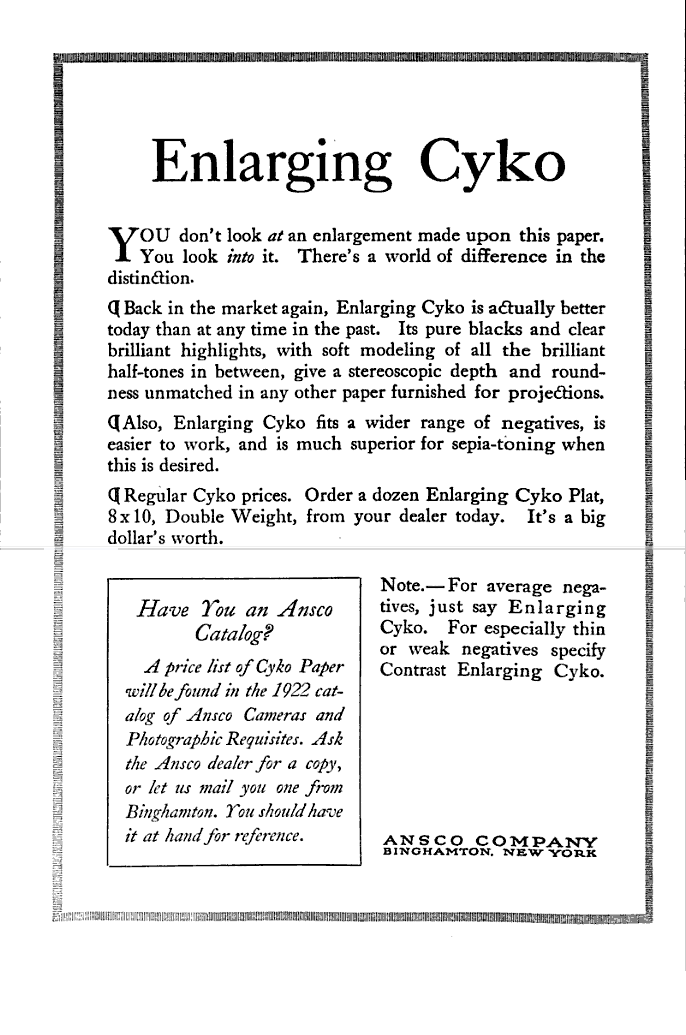 Enlarging Cyko
YOU don't look at an enlargement made upon this paper.
You look into it. There's a world of difference in the
distinction.
¶ Back in the market again, Enlarging Cyko is actually better
today than at any time in the past. Its pure blacks and clear
brilliant highlights, with soft modeling of all the brilliant
half-tones in between, give a stereoscopic depth and round-
ness unmatched in any other paper furnished for projections.
¶ Also, Enlarging Cyko fits a wider range of negatives, is
easier to work, and is much superior for sepia-toning when
this is desired.
¶ Regular Cyko prices. Order a dozen Enlarging Cyko Plat,
8x10, Double Weight, from your dealer today. It's a big
dollar's worth.
Have You an Ansco
Catalog?
A price list of Cyko Paper
will be found in the 1922 cat-
alog of Ansco Cameras and
Photographic Requisites. Ask
the Ansco dealer for a copy,
or let us mail you one from
Binghamton. You should have
it at hand for reference.
Note.—For average nega-
tives, just say Enlarging
Cyko. For especially thin
or weak negatives specify
Contrast Enlarging Cyko.
ANSCO COMPANY
BINGHAMTON, NEW YORK